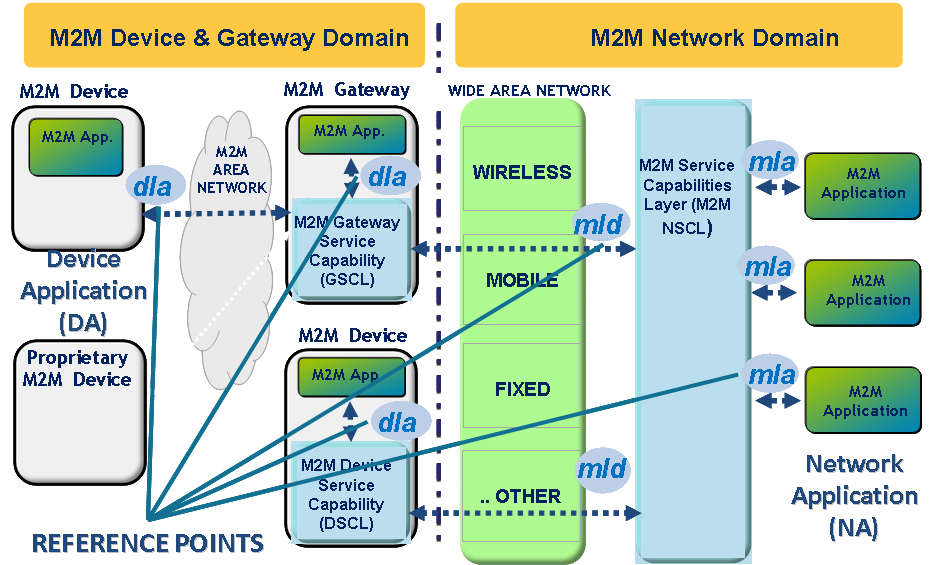 M2M Device & Gateway Domain
M2M Network Domain
M2M Device
M2M App.
dla
Device
Application
(DA)
Proprietary
M2M Device
M2M
AREA
NETWORK
M2M Gateway
M2M App.
dla
M2M Gateway
Service
Capability
(GSCL)
M2M Device
M2M App.
dla
M2M Device
Service
Capability
(DSCL)
REFERENCE POINTS
WIDE AREA NETWORK
WIRELESS
mld
MOBILE
FIXED
mld
.. OTHER
M2M Service
Capabilities
Layer (M2M
NSCL)
mla
M2M
Application
mla
M2M
Application
mla
M2M
Application
Network
Application
(NA)